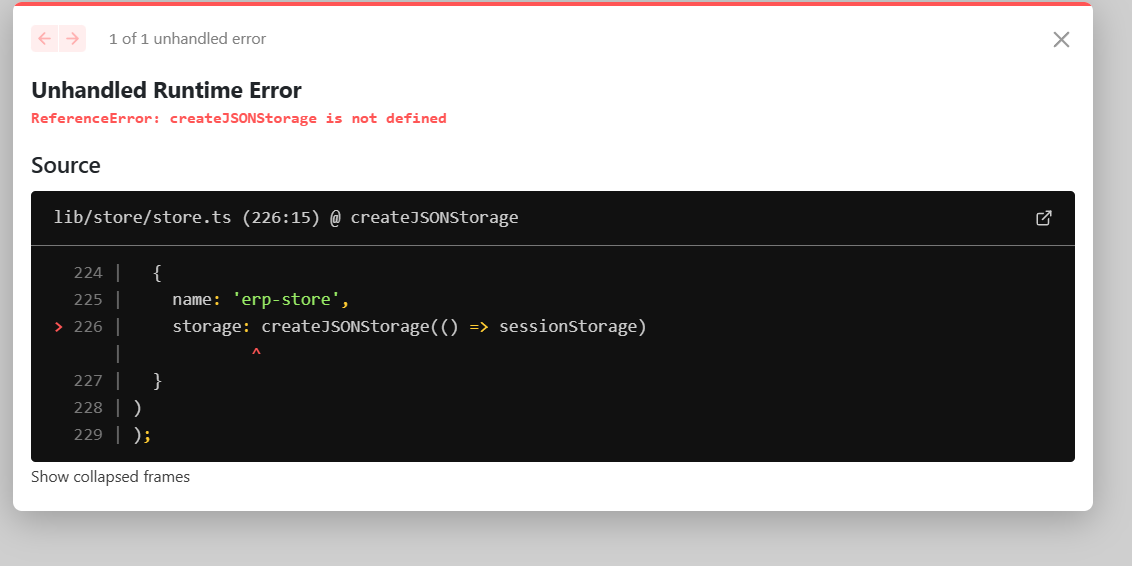 1 of 1 unhandled error
Unhandled Runtime Error
ReferenceError: createJSONStorage is not defined
Source
lib/store/store.ts (226:15) @ createJSONStorage
224 |   {
225 |     name: 'erp-store',
> 226 |     storage: createJSONStorage(() => sessionStorage)
|             ^
227 |   }
228 | )
229 | );
Show collapsed frames